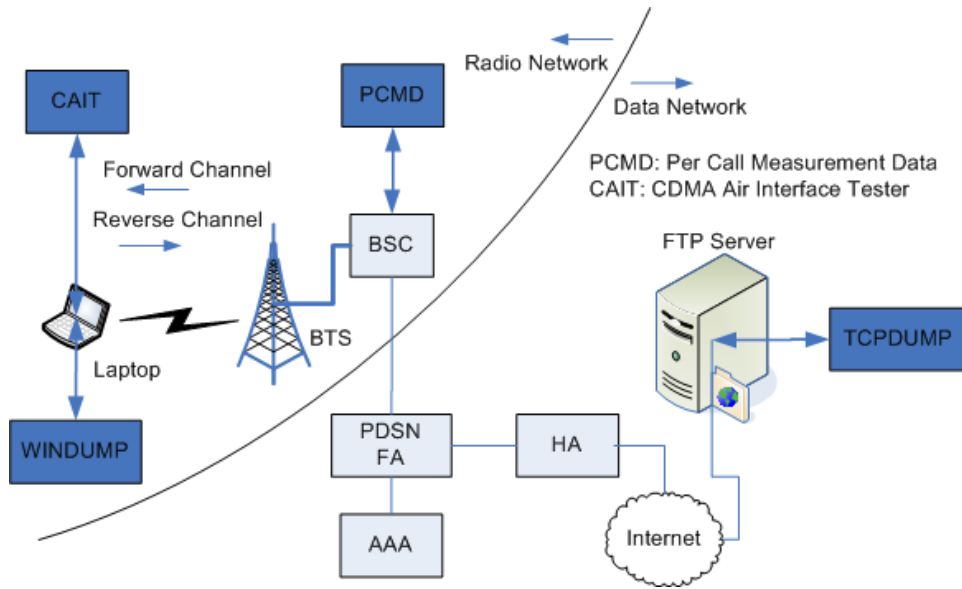 Radio Network
Data Network
CAIT
PCMD
PCMD: Per Call Measurement Data
CAIT: CDMA Air Interface Tester
Forward Channel
Reverse Channel
BSC
FTP Server
BTS
Laptop
TCPDUMP
WINDUMP
PDSN
FA
HA
AAA
Internet